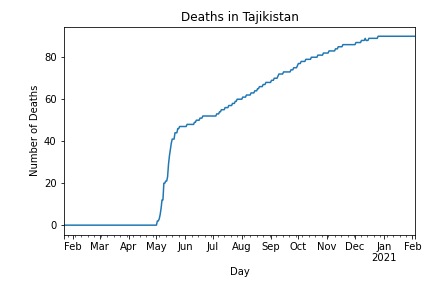 Deaths in Tajikistan
Number of Deaths
80
60
40
20
0
Feb Mar Apr May Jun Jul Aug Sep Oct Nov Dec Jan Feb
2021
Day